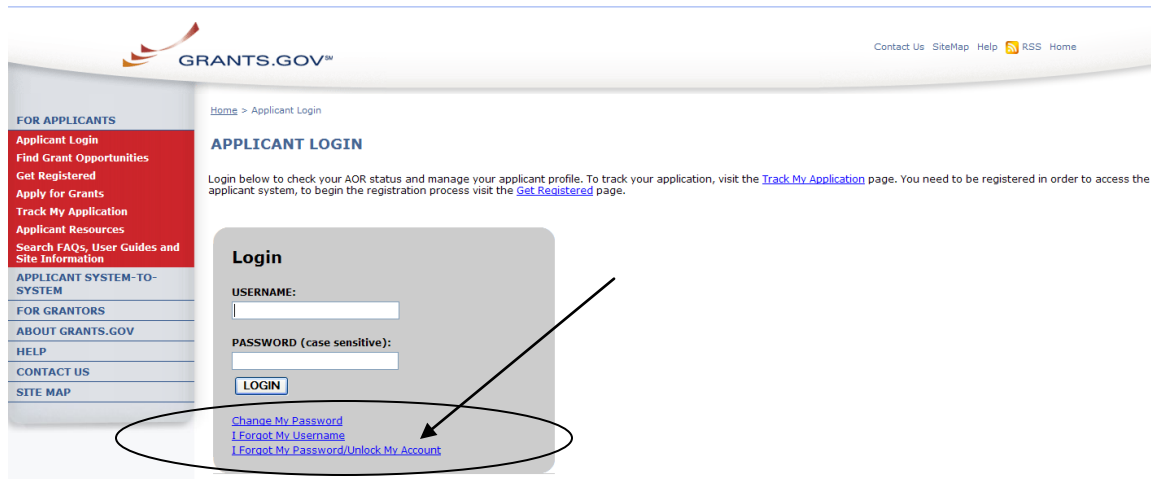 GRANTS.GOV℠
Contact Us SiteMap Help RSS Home
FOR APPLICANTS
Applicant Login
Find Grant Opportunities
Get Registered
Apply for Grants
Track My Application
Applicant Resources
Search FAQs, User Guides and
Site Information
APPLICANT SYSTEM-TO-
SYSTEM
FOR GRANTORS
ABOUT GRANTS.GOV
HELP
CONTACT US
SITE MAP
Home > Applicant Login
APPLICANT LOGIN
Login below to check your AOR status and manage your applicant profile. To track your application, visit the Track My Application page. You need to be registered in order to access the
applicant system, to begin the registration process visit the Get Registered page.
Login
USERNAME:
PASSWORD (case sensitive):
LOGIN
Change My Password
I Forgot My Username
I Forgot My Password/Unlock My Account